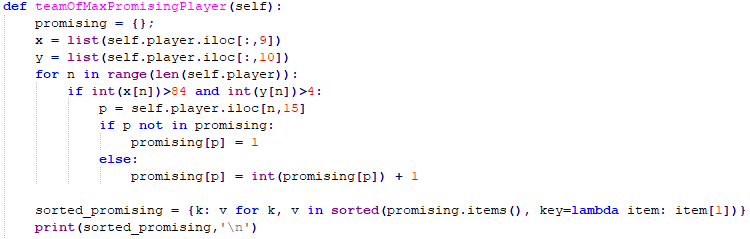 def teamOfMaxPromisingPlayer(self):
    promising = {};
    x = list(self.player.iloc[:,9])
    y = list(self.player.iloc[:,10])
    for n in range(len(self.player)):
        if int(x[n])>84 and int(y[n])>4:
            p = self.player.iloc[n,15]
            if p not in promising:
                promising[p] = 1
            else:
                promising[p] = int(promising[p]) + 1
    sorted_promising = {k: v for k, v in sorted(promising.items(), key=lambda item: item[1])}
    print(sorted_promising,'\n')